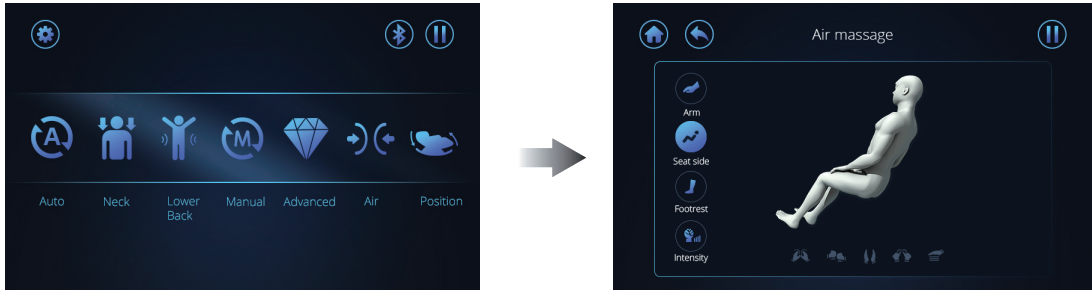 A
M
Auto
Neck
Lower
Back
Manual
Advanced
Air
Position
Air massage
Arm
Seat side
Footrest
Intensity